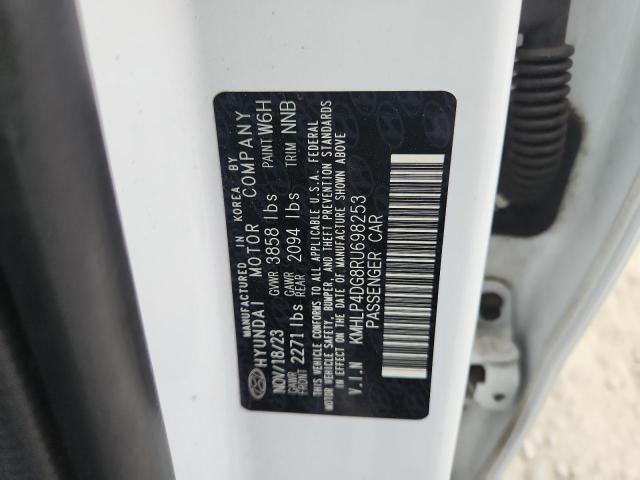 MANUFACTURED IN KOREA BY
HYUNDAI MOTOR COMPANY
NOV/18/23 GVWR 3858 lbs PAINT W6H
GAWR FRONT 2271 lbs GAWR REAR 2094 lbs TRIM NNB
THIS VEHICLE CONFORMS TO ALL APPLICABLE U.S.A. FEDERAL
MOTOR VEHICLE SAFETY, BUMPER, AND THEFT PREVENTION STANDARDS
IN EFFECT ON THE DATE OF MANUFACTURE SHOWN ABOVE
V.I.N KMHLP4DG8RU698253
PASSENGER CAR